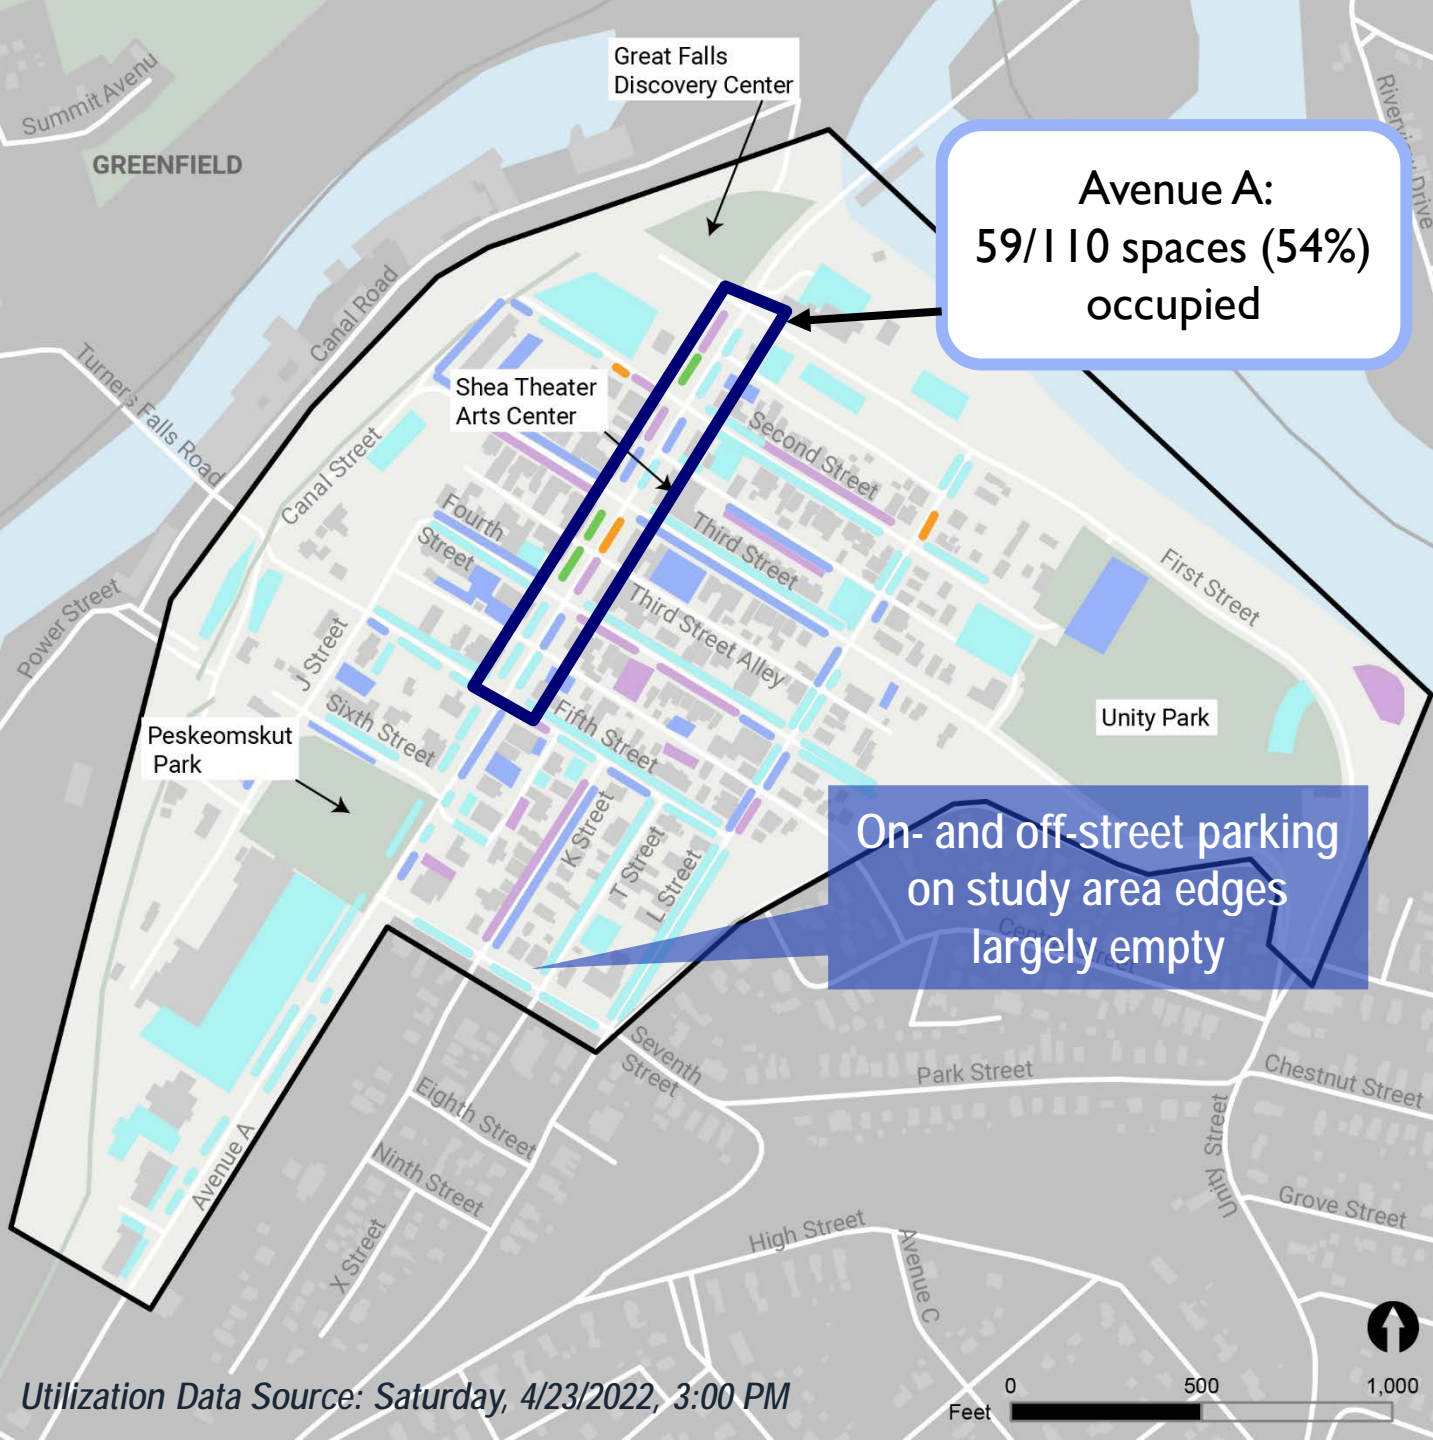 Great Falls
Discovery Center
Summit Avenu
GREENFIELD
Riverview Drive
Avenue A:
59/110 spaces (54%)
occupied
Canal Road
Turners Falls Road
Shea Theater
Arts Center
Canal Street
Second Street
Fourth
Street
Third Street
First Street
Power Street
Third Street Alley
J Street
Sixth Street
Fifth Street
Unity Park
Peskeomskut
Park
K Street
T Street
L Street
On- and off-street parking
on study area edges
largely empty
Seventh
Street
Park Street
Chestnut Street
Eighth Street
Avenue A
Ninth Street
Unity Street
Grove Street
X Street
High Street
Avenue C
Utilization Data Source: Saturday, 4/23/2022, 3:00 PM
0 500 1,000
Feet